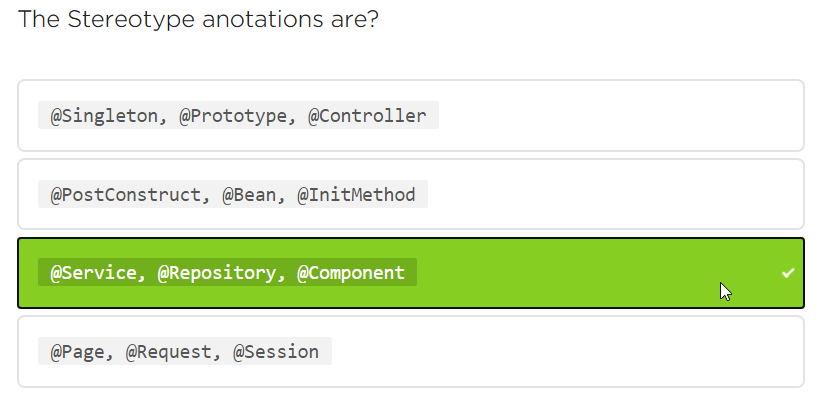 The Stereotype anotations are?
@Singleton, @Prototype, @Controller
@PostConstruct, @Bean, @InitMethod
@Service, @Repository, @Component
@Page, @Request, @Session